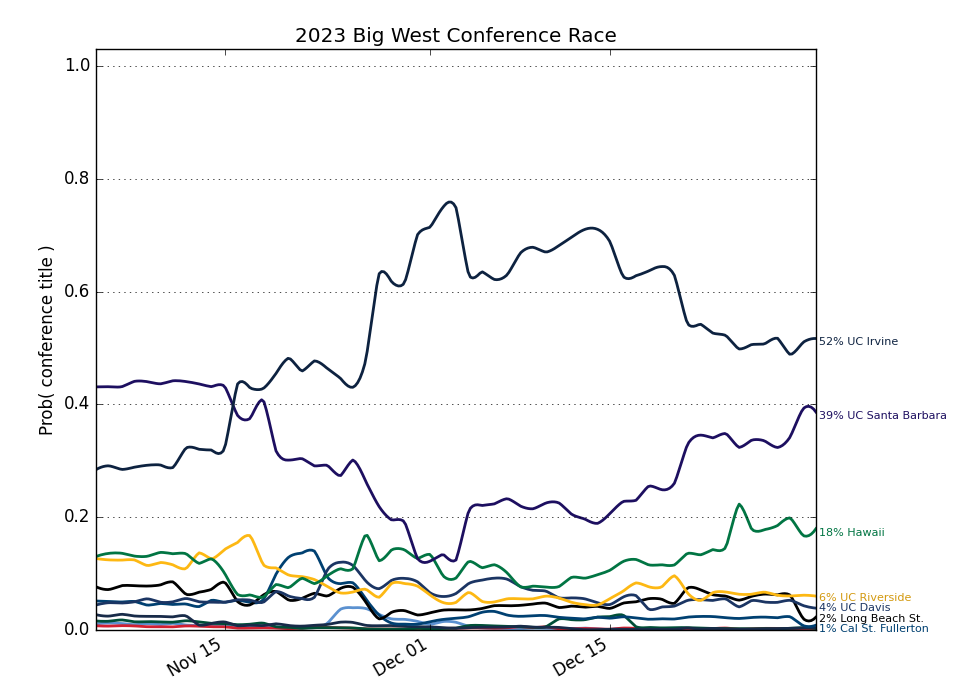 2023 Big West Conference Race
Prob( conference title )
1.0
0.8
0.6
0.4
0.2
0.0
Nov 15
Dec 01
Dec 15
52% UC Irvine
39% UC Santa Barbara
18% Hawaii
6% UC Riverside
4% UC Davis
2% Long Beach St.
1% Cal St. Fullerton